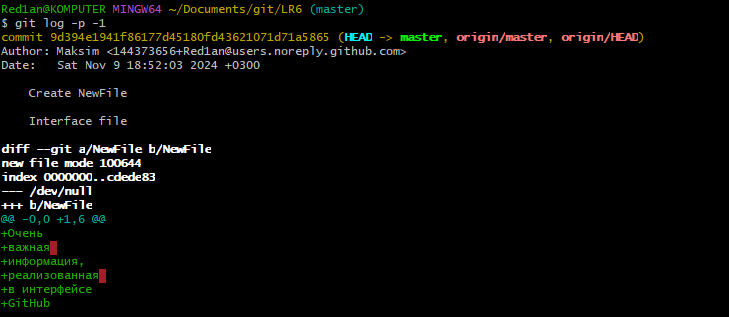 Red1an@KOMPUTER MINGW64 ~/Documents/git/LR6 (master)
$ git log -p -1
commit 9d394e1941f86177d45180fd43621071d71a5865 (HEAD -> master, origin/master, origin/HEAD)
Author: Maksim <144373656+Red1an@users.noreply.github.com>
Date:   Sat Nov 9 18:52:03 2024 +0300

    Create NewFile

    Interface file

diff --git a/NewFile b/NewFile
new file mode 100644
index 0000000..cdede83
--- /dev/null
+++ b/NewFile
@@ -0,0 +1,6 @@
+Очень
+важная
+информация,
+реализованная
+в интерфейсе
+GitHub